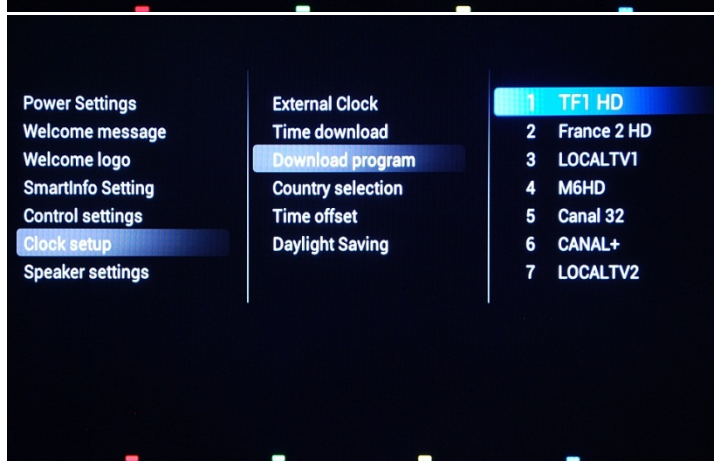 Power Settings
Welcome message
Welcome logo
SmartInfo Setting
Control settings
Clock setup
Speaker settings
External Clock
Time download
Download program
Country selection
Time offset
Daylight Saving
1 TF1 HD
2 France 2 HD
3 LOCALTV1
4 M6HD
5 Canal 32
6 CANAL+
7 LOCALTV2